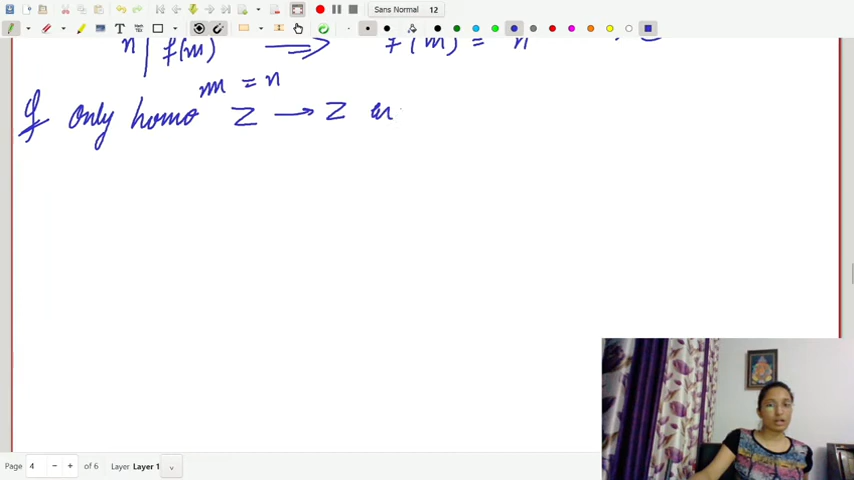 Sans Normal 12
n | f(m) ⟹ f(m) = n
m = n
only homo Z → Z
Page 4 of 6 Layer Layer 1